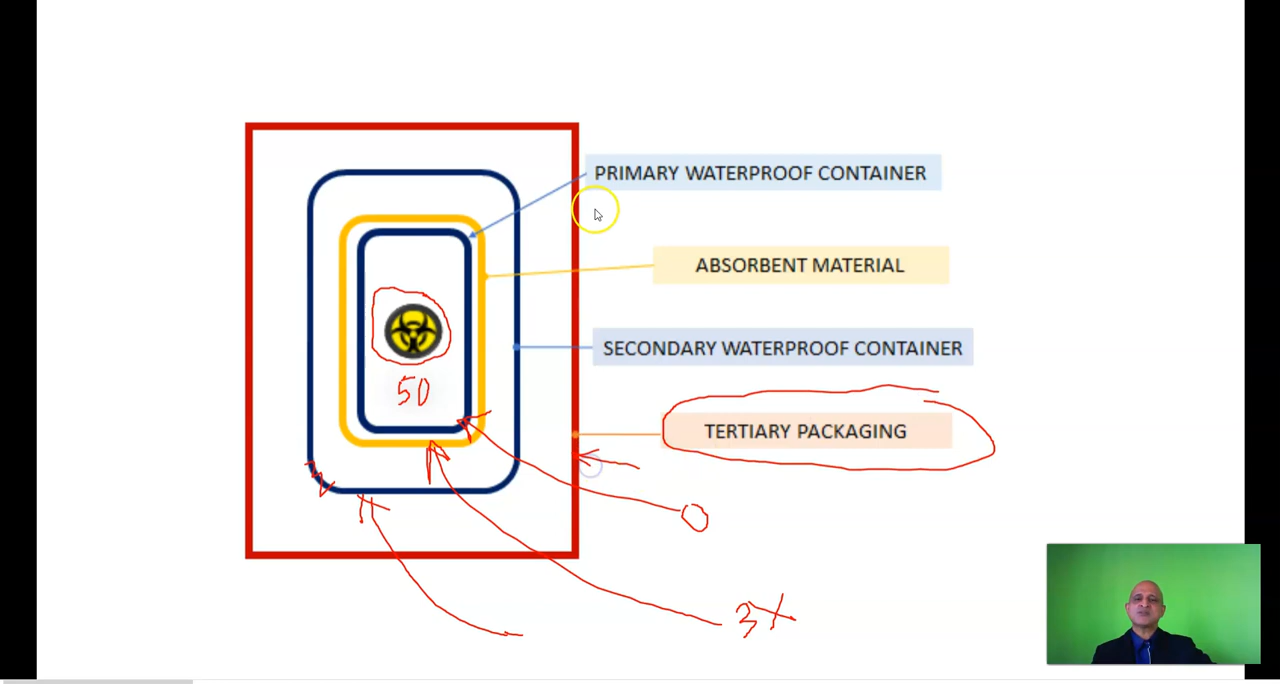 PRIMARY WATERPROOF CONTAINER
ABSORBENT MATERIAL
SECONDARY WATERPROOF CONTAINER
50
TERTIARY PACKAGING
3X